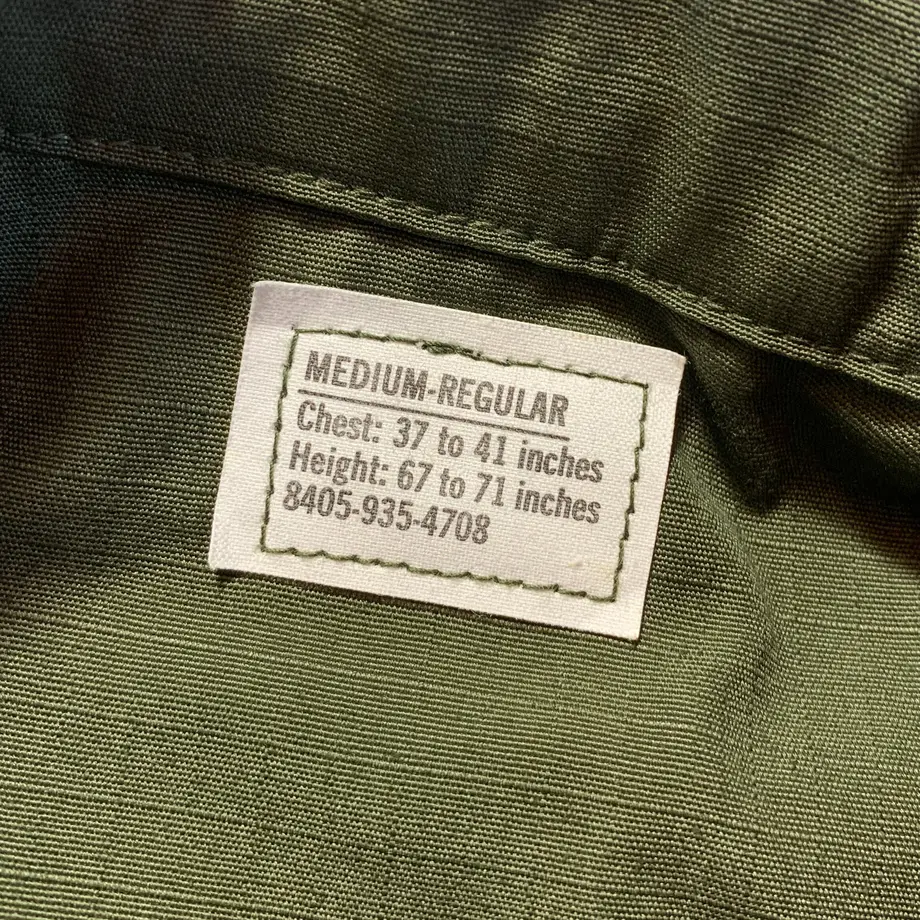 MEDIUM-REGULAR
Chest: 37 to 41 inches
Height: 67 to 71 inches
8405-935-4708